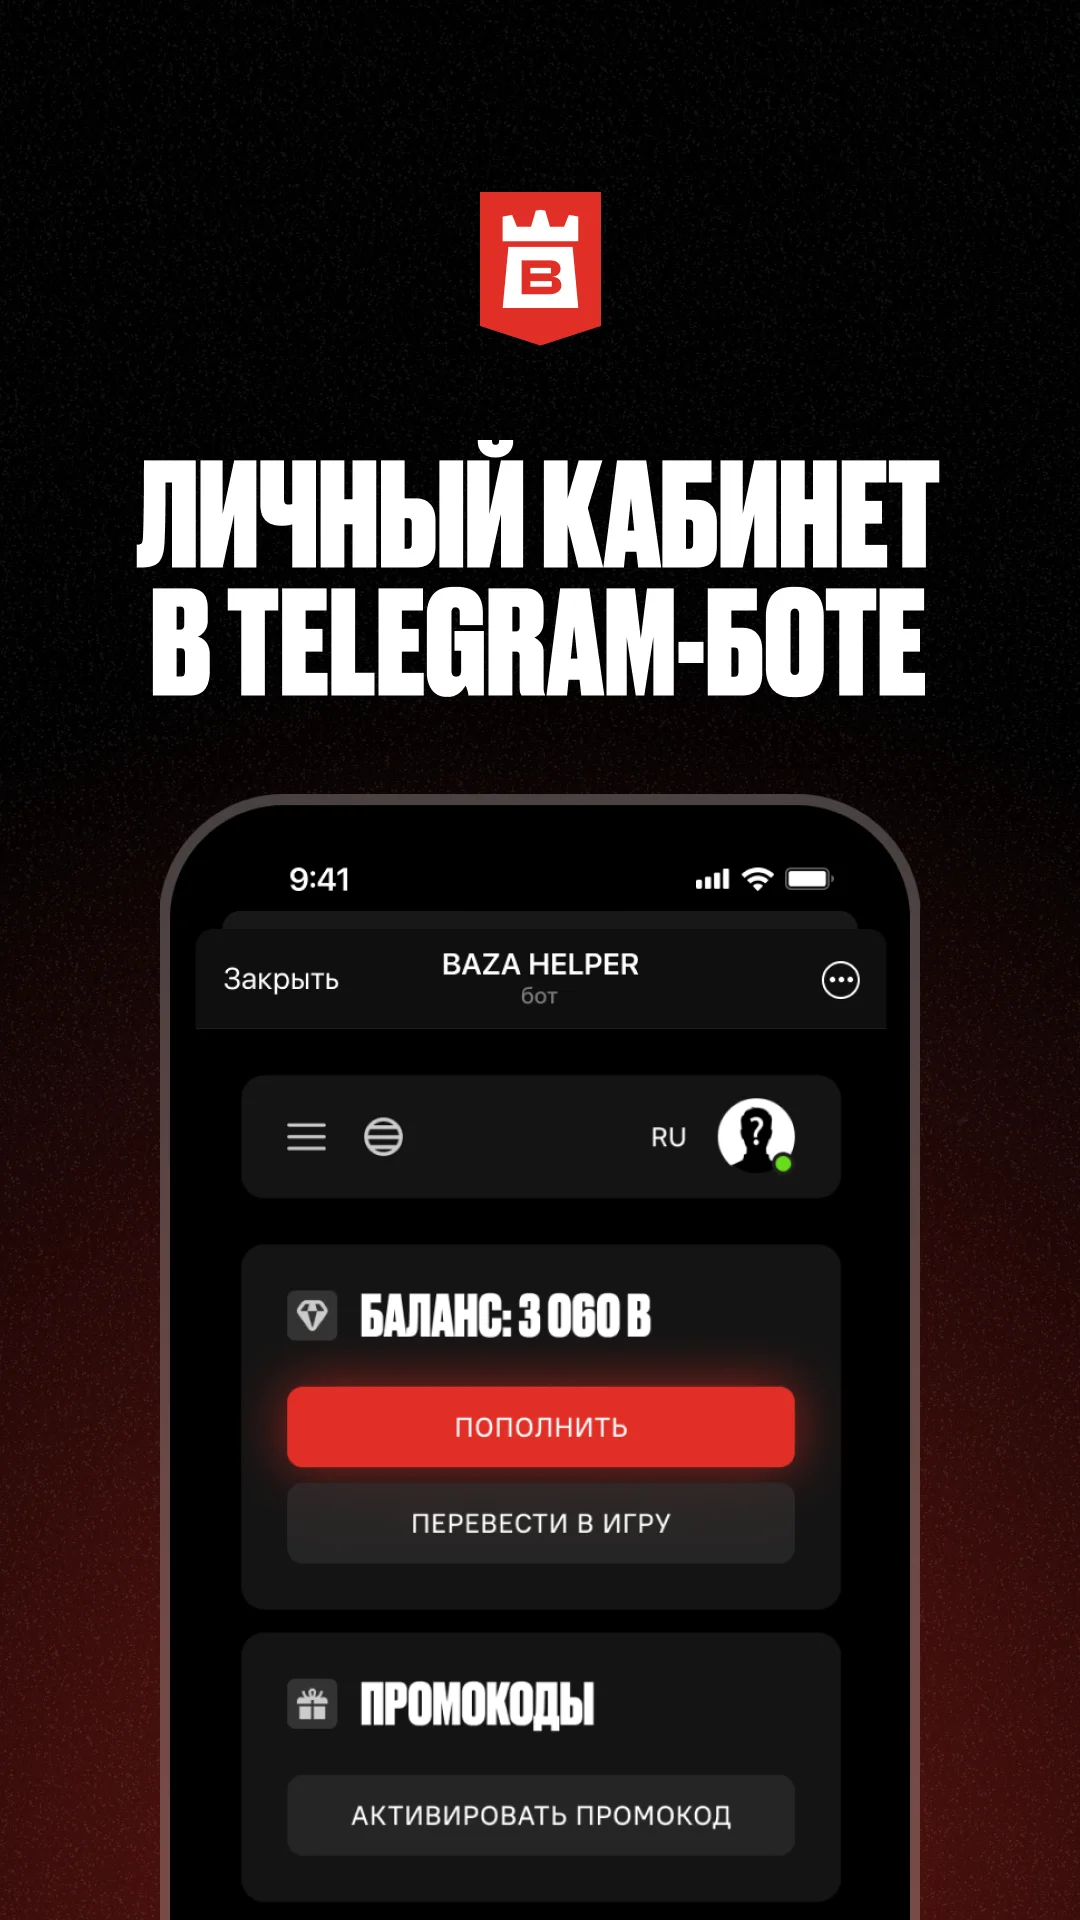 B
ЛИЧНЫЙ КАБИНЕТ
В TELEGRAM-БОТЕ
9:41
Закрыть
BAZA HELPER
бот
RU
?
БАЛАНС: 3 060 B
ПОПОЛНИТЬ
ПЕРЕВЕСТИ В ИГРУ
ПРОМОКОДЫ
АКТИВИРОВАТЬ ПРОМОКОД